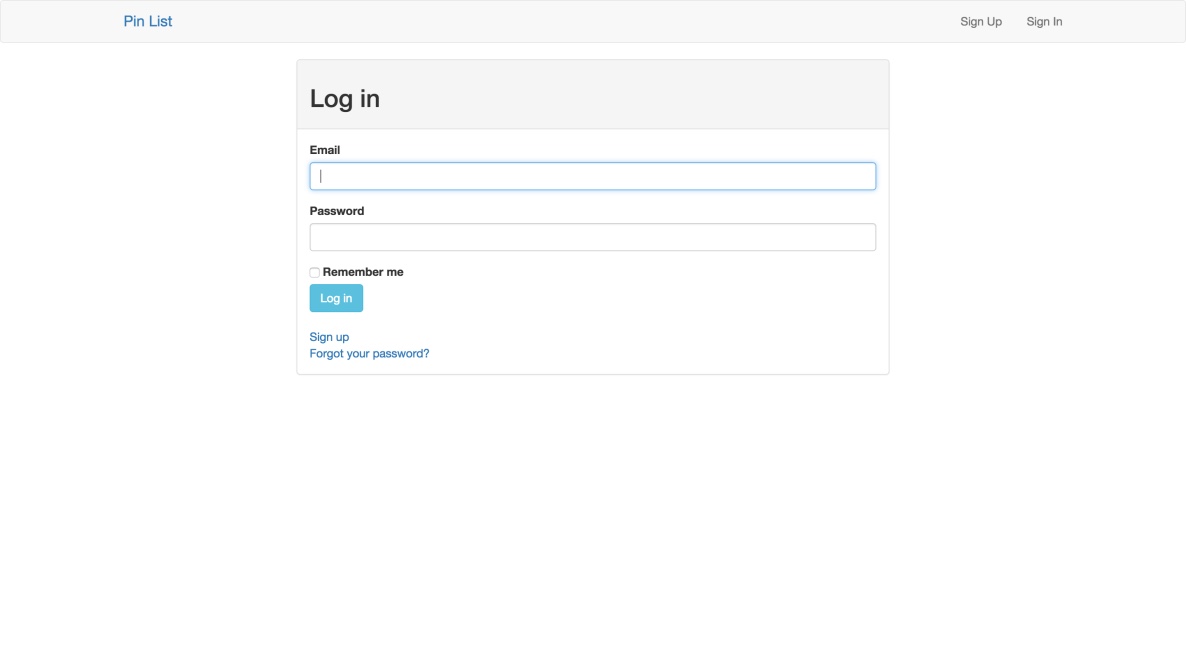 Pin List
Sign Up
Sign In
Log in
Email
Password
Remember me
Log in
Sign up
Forgot your password?